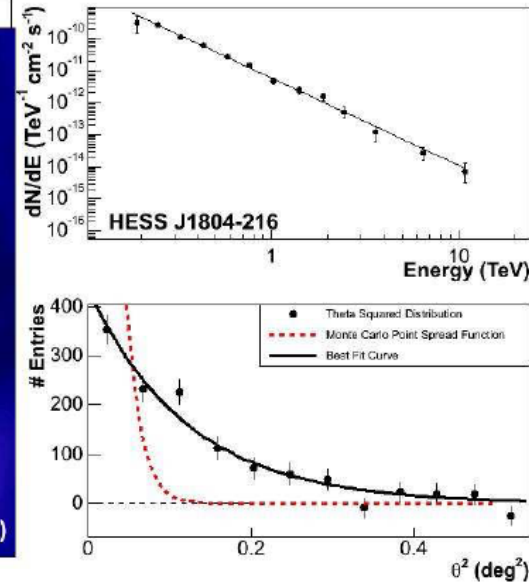 dN/dE (TeV⁻¹ cm⁻² s⁻¹)
10⁻¹⁰
10⁻¹¹
10⁻¹²
10⁻¹³
10⁻¹⁴
10⁻¹⁵
10⁻¹⁶
HESS J1804-216
1 10
Energy (TeV)
# Entries
400
300
200
100
0
Theta Squared Distribution
Monte Carlo Point Spread Function
Best Fit Curve
0 0.2 0.4
θ² (deg²)
)